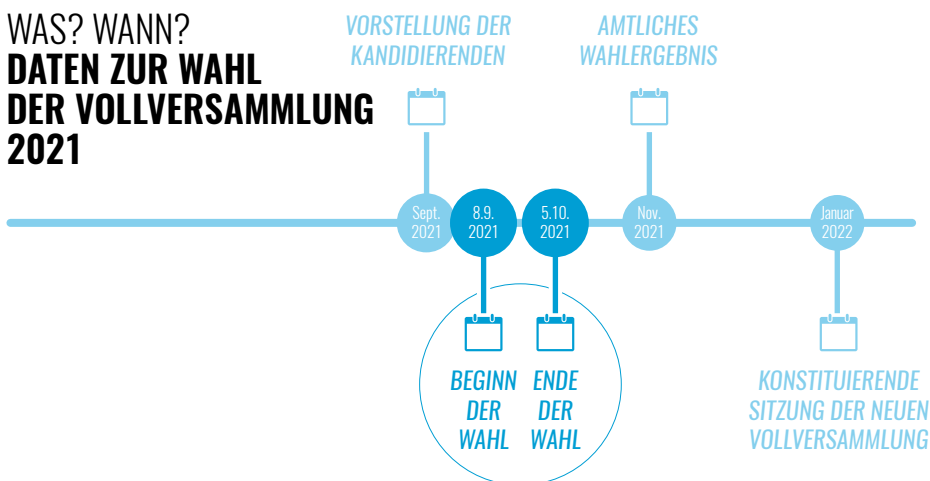 WAS? WANN?
DATEN ZUR WAHL
DER VOLLVERSAMMLUNG
2021
VORSTELLUNG DER
KANDIDIERENDEN
AMTLICHES
WAHLERGEBNIS
Sept.
2021
8.9.
2021
5.10.
2021
Nov.
2021
Januar
2022
BEGINN
DER
WAHL
ENDE
DER
WAHL
KONSTITUIERENDE
SITZUNG DER NEUEN
VOLLVERSAMMLUNG